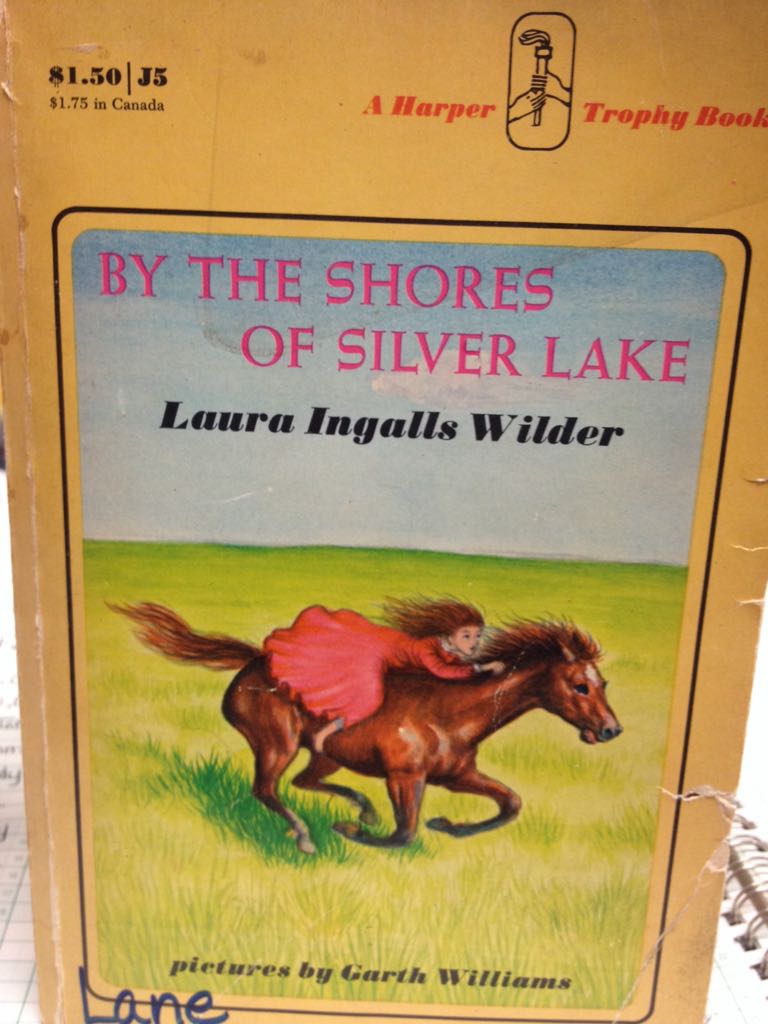 $1.50|J5
$1.75 in Canada
A Harper Trophy Book
BY THE SHORES
OF SILVER LAKE
Laura Ingalls Wilder
pictures by Garth Williams
Lane